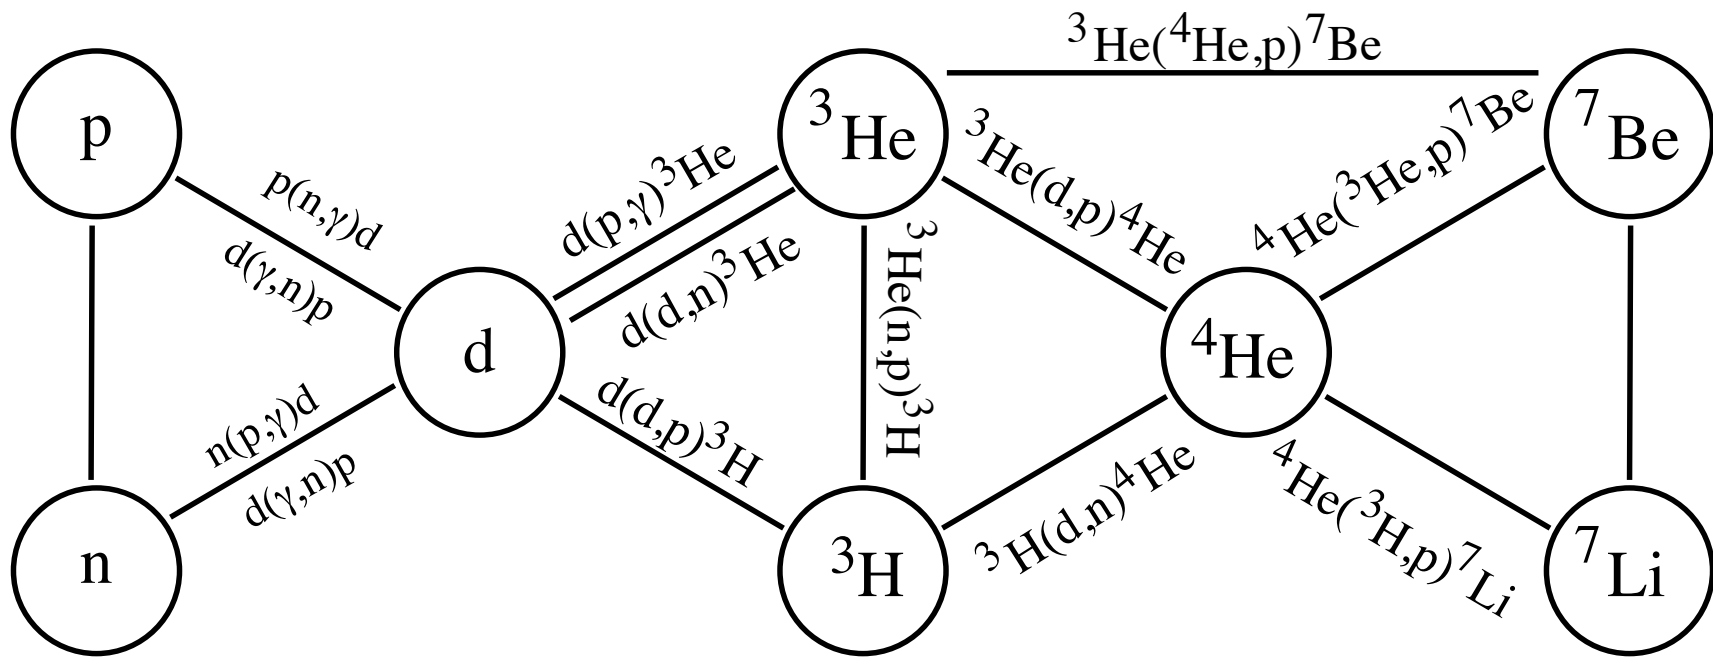 ³He(⁴He,p)⁷Be
p
³He
⁷Be
p(n,γ)d
d(γ,n)p
d(p,γ)³He
d(d,n)³He
³He(d,p)⁴He
⁴He(³He,p)⁷Be
³He(n,p)³H
d
⁴He
n(p,γ)d
d(γ,n)p
d(d,p)³H
³H(d,n)⁴He
⁴He(³H,p)⁷Li
n
³H
⁷Li